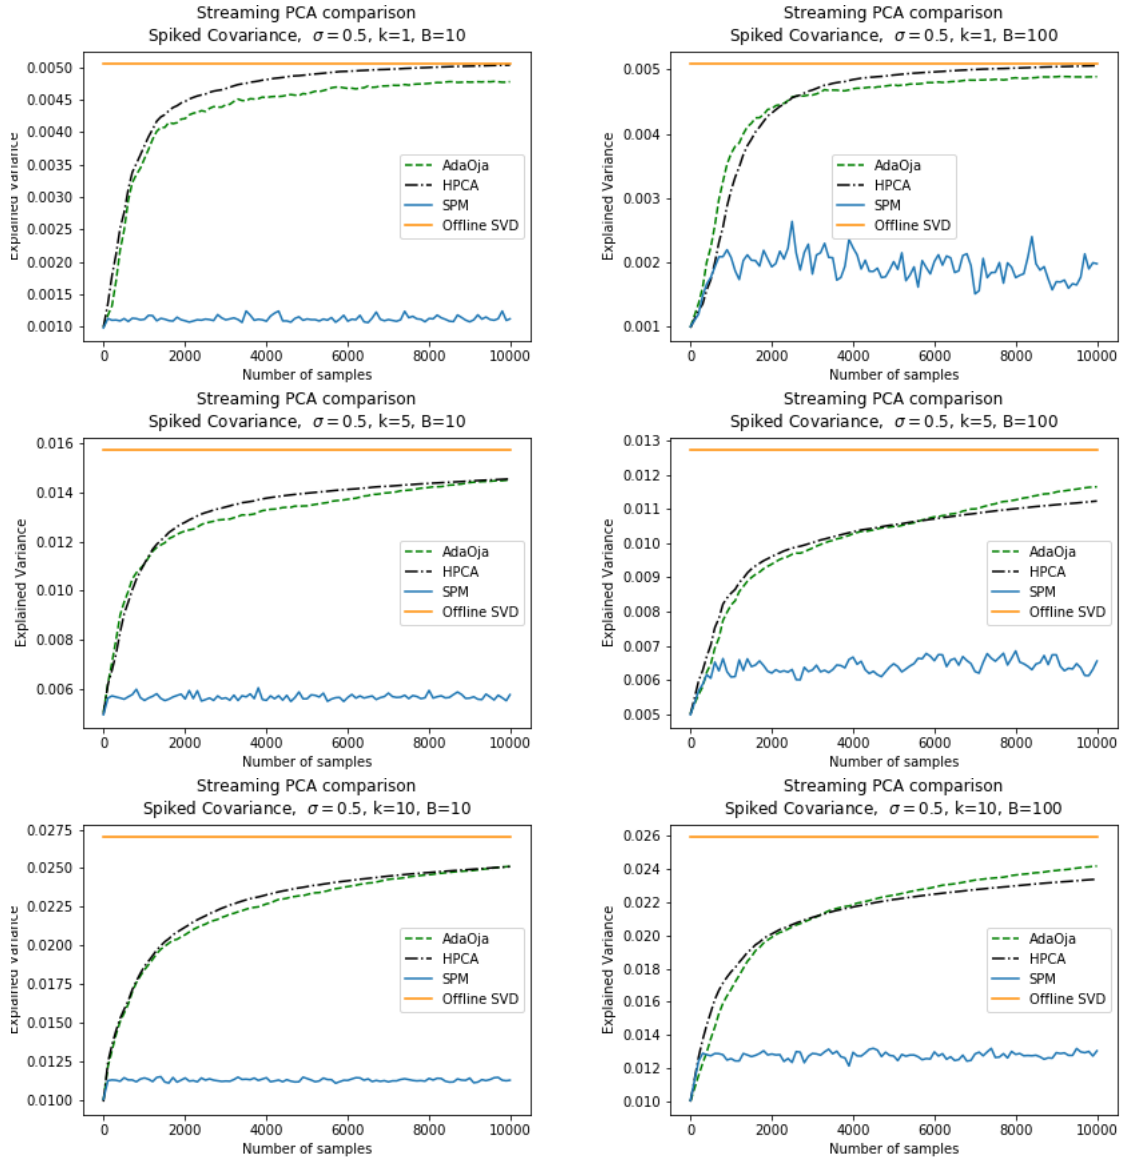 Streaming PCA comparison
Spiked Covariance, σ = 0.5, k=1, B=10
0.0050
0.0045
0.0040
0.0035
0.0030
0.0025
0.0020
0.0015
0.0010
Explained Variance
AdaOja
HPCA
SPM
Offline SVD
0 2000 4000 6000 8000 10000
Number of samples
Streaming PCA comparison
Spiked Covariance, σ = 0.5, k=1, B=100
0.005
0.004
0.003
0.002
0.001
Explained Variance
AdaOja
HPCA
SPM
Offline SVD
0 2000 4000 6000 8000 10000
Number of samples
Streaming PCA comparison
Spiked Covariance, σ = 0.5, k=5, B=10
0.016
0.014
0.012
0.010
0.008
0.006
Explained Variance
AdaOja
HPCA
SPM
Offline SVD
0 2000 4000 6000 8000 10000
Number of samples
Streaming PCA comparison
Spiked Covariance, σ = 0.5, k=5, B=100
0.013
0.012
0.011
0.010
0.009
0.008
0.007
0.006
0.005
Explained Variance
AdaOja
HPCA
SPM
Offline SVD
0 2000 4000 6000 8000 10000
Number of samples
Streaming PCA comparison
Spiked Covariance, σ = 0.5, k=10, B=10
0.0275
0.0250
0.0225
0.0200
0.0175
0.0150
0.0125
0.0100
Explained Variance
AdaOja
HPCA
SPM
Offline SVD
0 2000 4000 6000 8000 10000
Number of samples
Streaming PCA comparison
Spiked Covariance, σ = 0.5, k=10, B=100
0.026
0.024
0.022
0.020
0.018
0.016
0.014
0.012
0.010
Explained Variance
AdaOja
HPCA
SPM
Offline SVD
0 2000 4000 6000 8000 10000
Number of samples